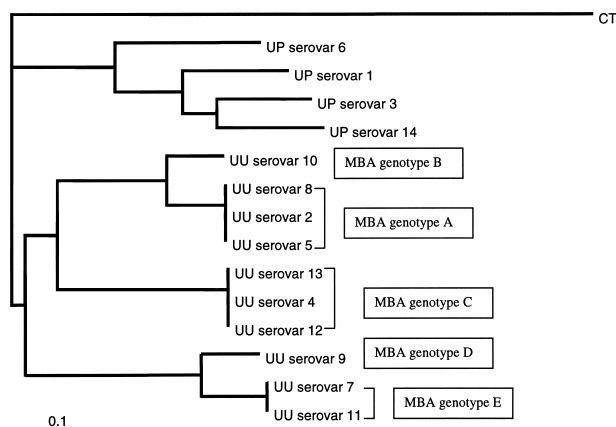 CT
UP serovar 6
UP serovar 1
UP serovar 3
UP serovar 14
UU serovar 10
MBA genotype B
UU serovar 8
UU serovar 2
MBA genotype A
UU serovar 5
UU serovar 13
UU serovar 4
MBA genotype C
UU serovar 12
UU serovar 9
MBA genotype D
UU serovar 7
MBA genotype E
UU serovar 11
0.1